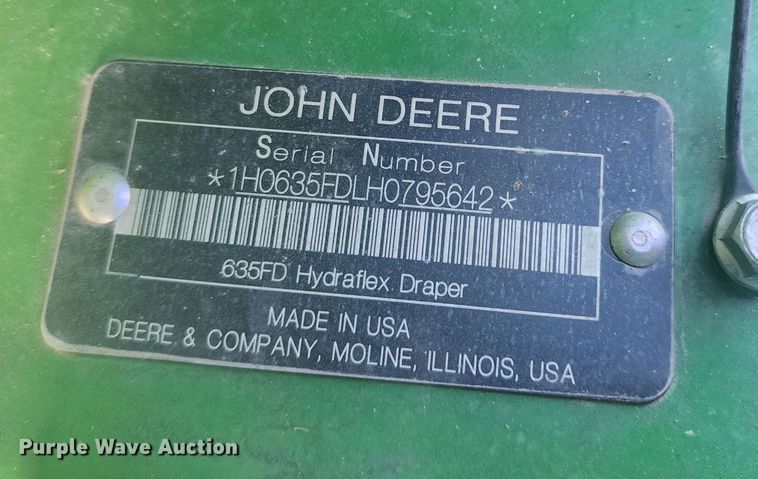 JOHN DEERE
Serial Number
*1H0635FDLH0795642*
635FD Hydraflex Draper
MADE IN USA
DEERE & COMPANY, MOLINE, ILLINOIS, USA
Purple Wave Auction